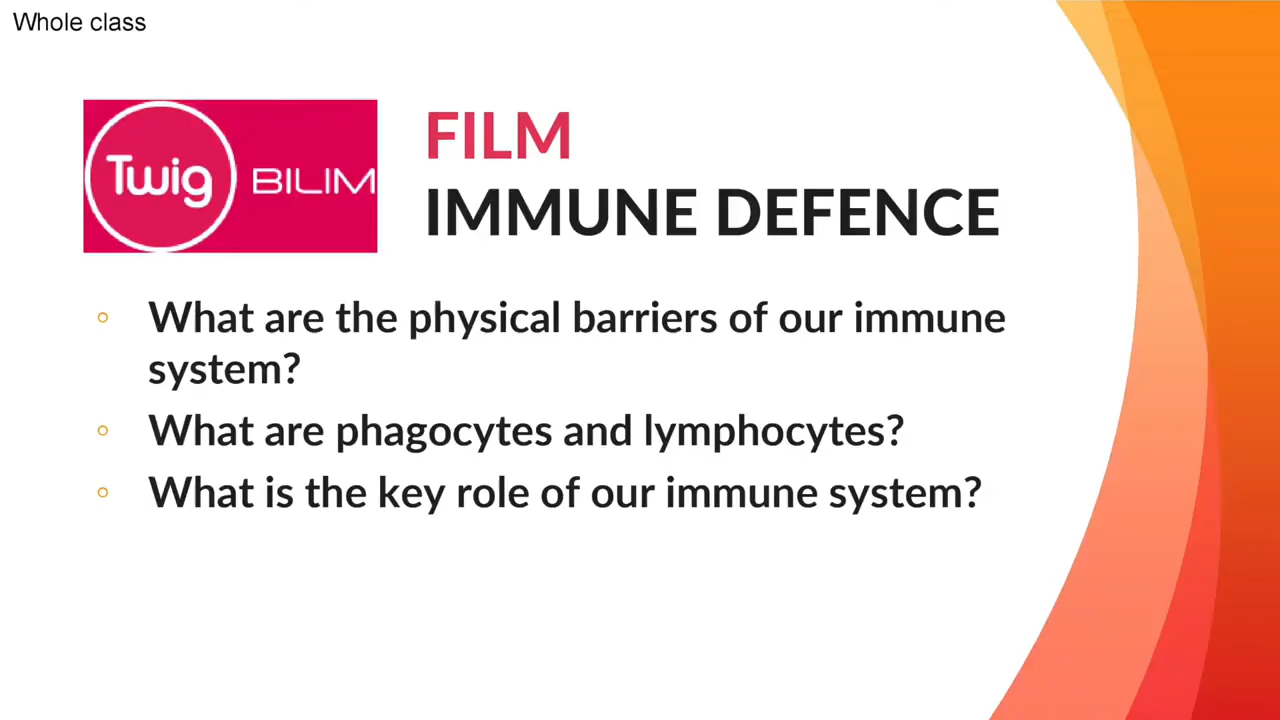 Whole class
Twig BILIM
FILM
IMMUNE DEFENCE
◦ What are the physical barriers of our immune
system?
◦ What are phagocytes and lymphocytes?
◦ What is the key role of our immune system?